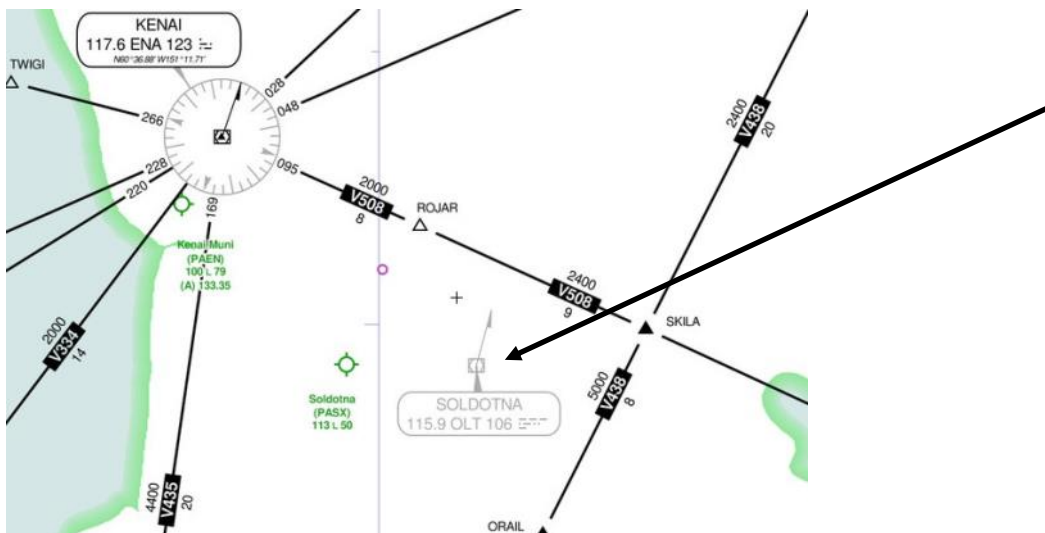 KENAI
117.6 ENA 123
N60°36.88' W151°11.71'
TWIGI
028
048
266
095
228
220
169
2000
V508
8
ROJAR
2400
V438
20
Kenai Muni
(PAEN)
100 L 79
(A) 133.35
2400
V508
9
SKILA
2000
V334
14
Soldotna
(PASX)
113 L 50
SOLDOTNA
115.9 OLT 106
5000
V438
8
4400
V435
20
ORAIL